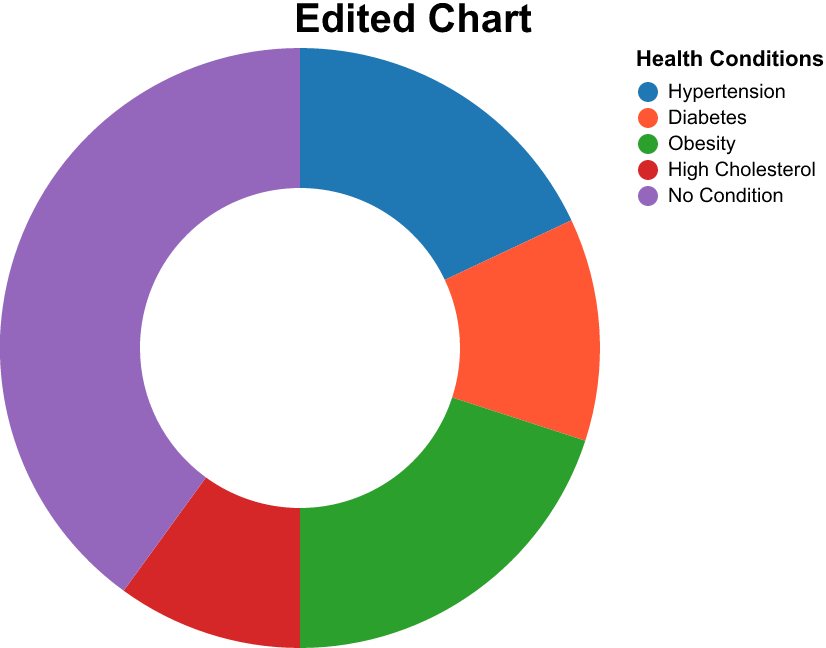 Edited Chart
Health Conditions
Hypertension
Diabetes
Obesity
High Cholesterol
No Condition